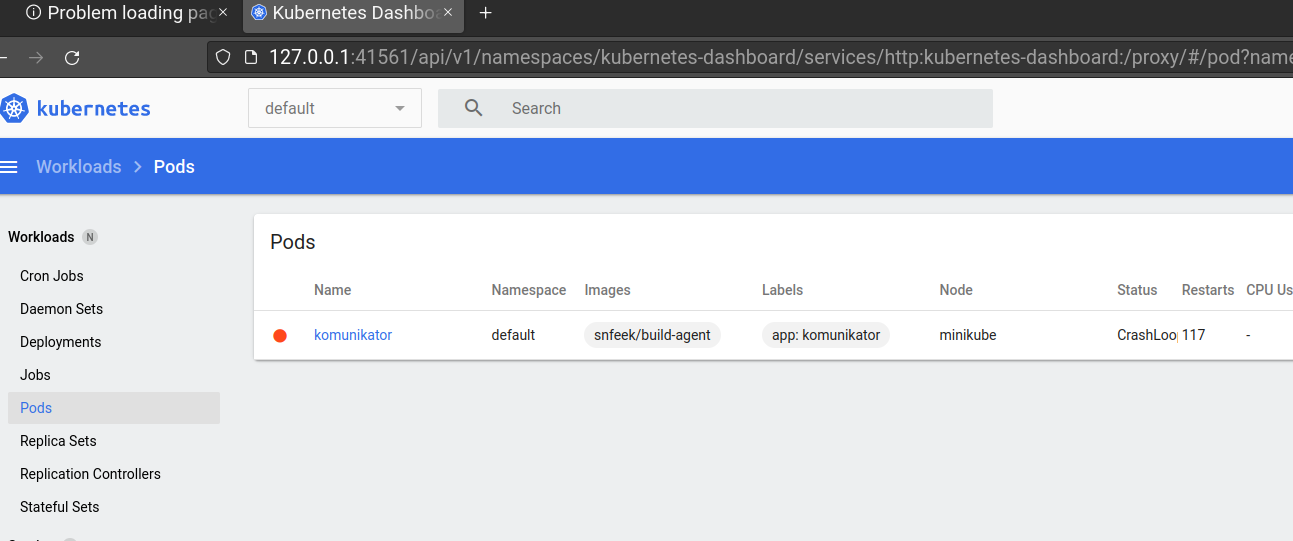 Problem loading pag
Kubernetes Dashbo
127.0.0.1:41561/api/v1/namespaces/kubernetes-dashboard/services/http:kubernetes-dashboard:/proxy/#/pod?name
kubernetes
default
Search
Workloads > Pods
Workloads N
Cron Jobs
Daemon Sets
Deployments
Jobs
Pods
Replica Sets
Replication Controllers
Stateful Sets
Pods
Name Namespace Images Labels Node Status Restarts CPU Us
komunikator default snfeek/build-agent app: komunikator minikube CrashLoo 117 -